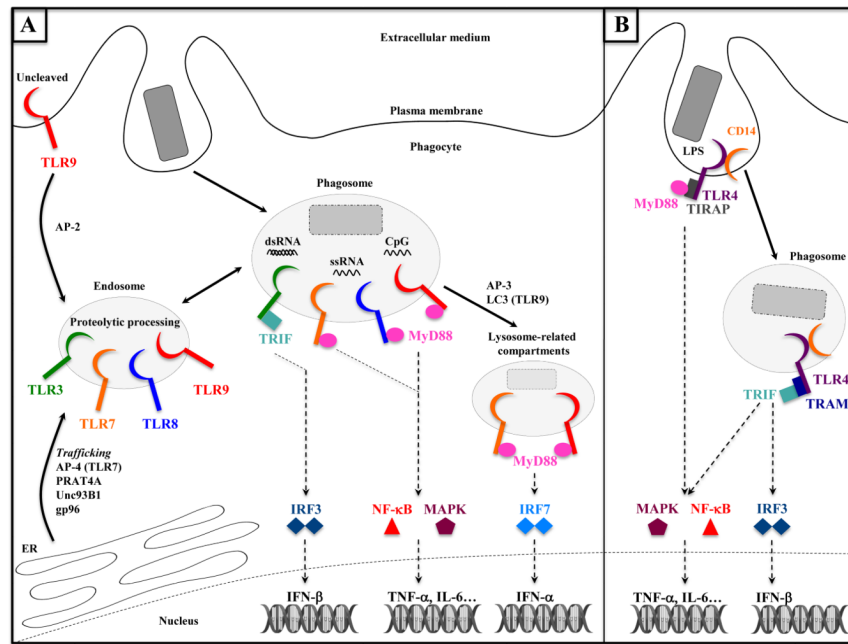 A
Extracellular medium
Uncleaved
Plasma membrane
TLR9
Phagocyte
AP-2
Phagosome
dsRNA
ssRNA
CpG
Endosome
Proteolytic processing
TRIF
MyD88
AP-3
LC3 (TLR9)
Lysosome-related
compartments
TLR3
TLR7
TLR8
TLR9
MyD88
Trafficking
AP-4 (TLR7)
PRAT4A
Unc93B1
gp96
ER
IRF3
NF-κB
MAPK
IRF7
Nucleus
IFN-β
TNF-α, IL-6…
IFN-α
B
LPS
CD14
TLR4
MyD88
TIRAP
Phagosome
TLR4
TRIF
TRAM
MAPK
NF-κB
IRF3
TNF-α, IL-6…
IFN-β